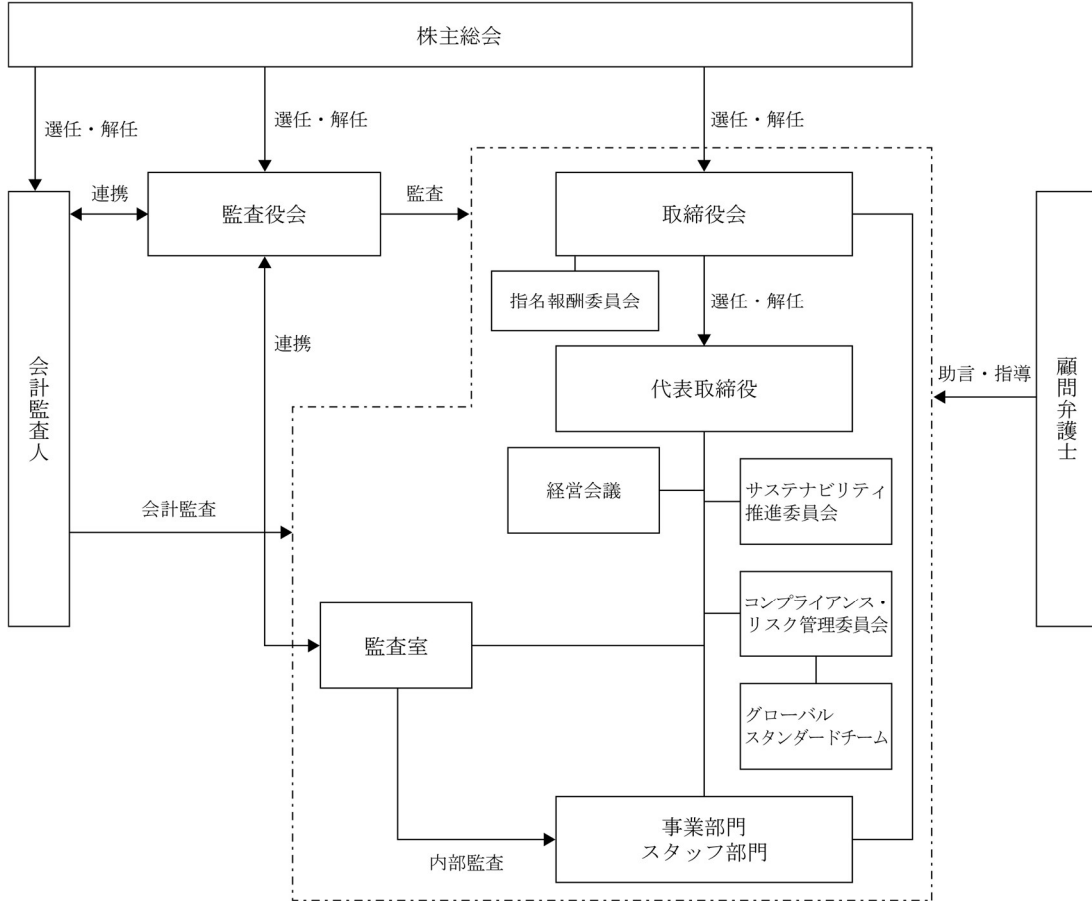 株主総会
選任・解任
選任・解任
選任・解任
連携
監査役会
監査
取締役会
指名報酬委員会
選任・解任
連携
代表取締役
助言・指導
会計監査人
顧問弁護士
経営会議
サステナビリティ
推進委員会
会計監査
コンプライアンス・
リスク管理委員会
監査室
グローバル
スタンダードチーム
事業部門
スタッフ部門
内部監査